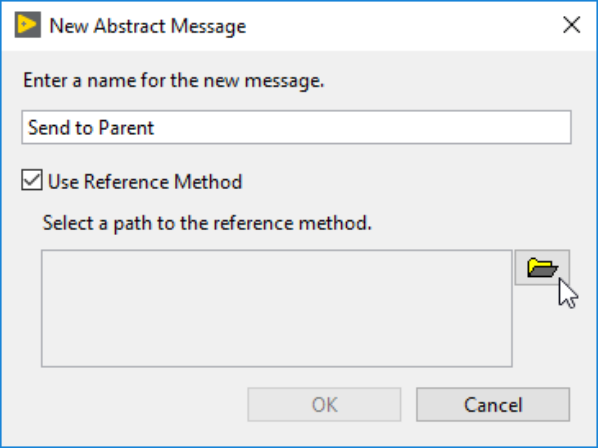 New Abstract Message
Enter a name for the new message.
Send to Parent
Use Reference Method
Select a path to the reference method.
OK
Cancel